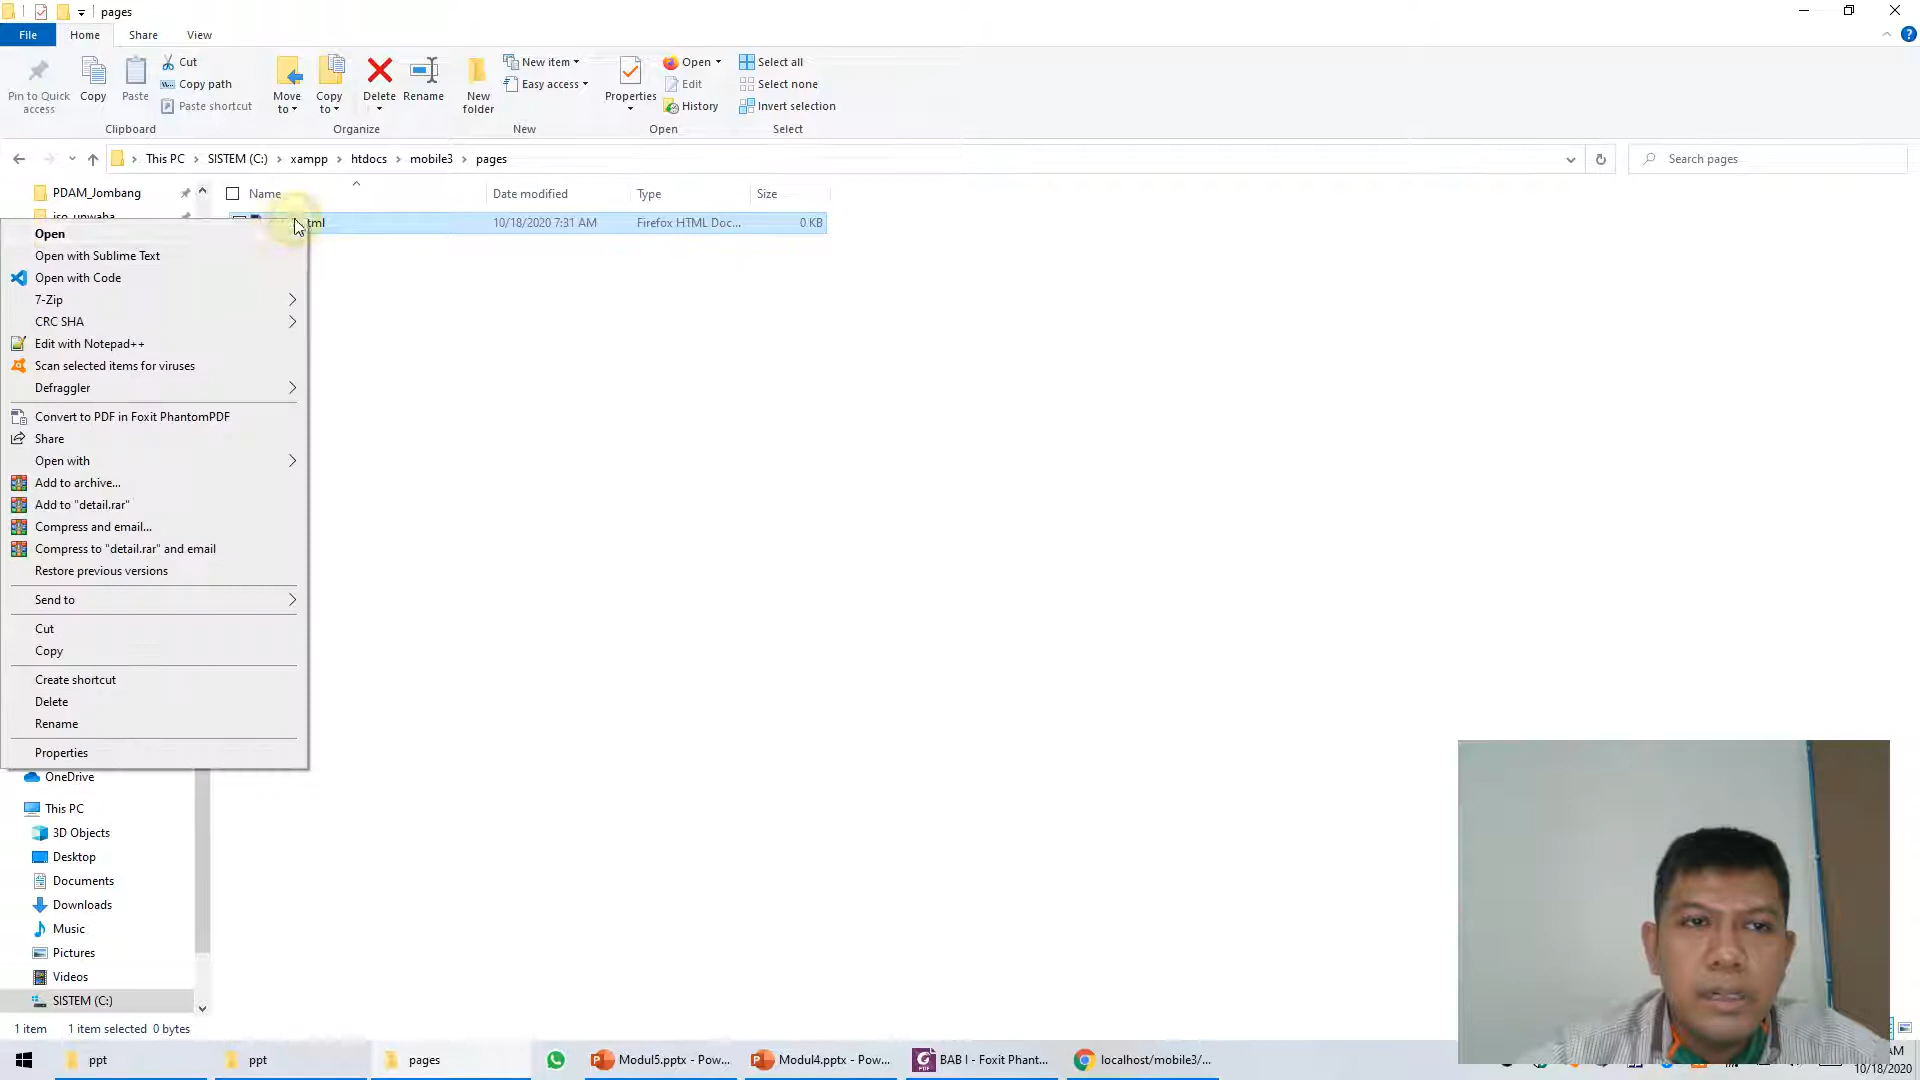 pages
File
Home
Share
View
Pin to Quick access
Copy
Paste
Cut
Copy path
Paste shortcut
Clipboard
Move to
Copy to
Delete
Rename
Organize
New folder
New item
Easy access
New
Properties
Open
Edit
History
Open
Select all
Select none
Invert selection
Select
This PC
SISTEM (C:)
xampp
htdocs
mobile3
pages
Search pages
PDAM_Jombang
iso_unwaha
Name
Date modified
Type
Size
10/18/2020 7:31 AM
Firefox HTML Doc...
0 KB
Open
Open with Sublime Text
Open with Code
7-Zip
CRC SHA
Edit with Notepad++
Scan selected items for viruses
Defraggler
Convert to PDF in Foxit PhantomPDF
Share
Open with
Add to archive...
Add to "detail.rar"
Compress and email...
Compress to "detail.rar" and email
Restore previous versions
Send to
Cut
Copy
Create shortcut
Delete
Rename
Properties
OneDrive
This PC
3D Objects
Desktop
Documents
Downloads
Music
Pictures
Videos
SISTEM (C:)
1 item
1 item selected 0 bytes
ppt
ppt
pages
Modul5.pptx - Pow...
Modul4.pptx - Pow...
BAB I - Foxit Phant...
localhost/mobile3/...
AM
10/18/2020